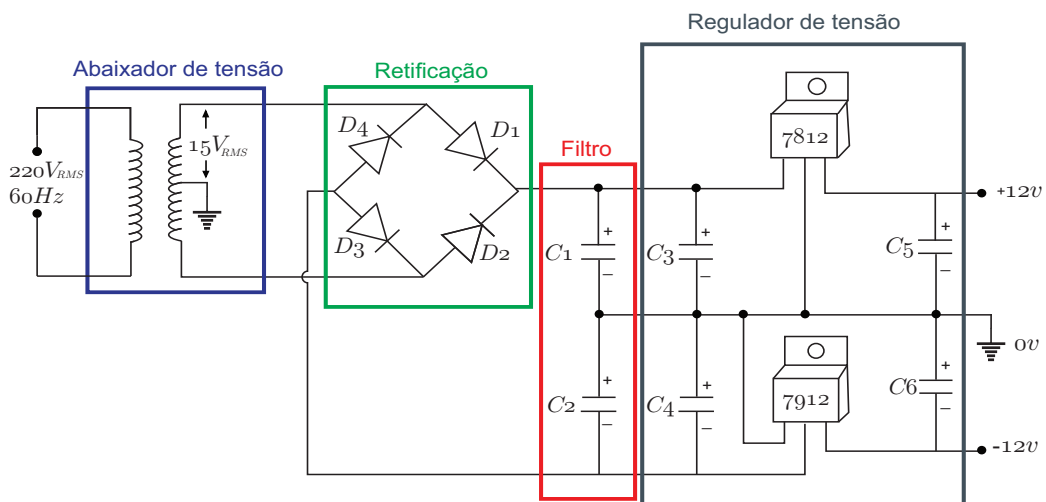 Regulador de tensão
Abaixador de tensão
Retificação
Filtro
220V_RMS
60Hz
15V_RMS
D4
D1
D3
D2
C1
C2
C3
C4
7812
7912
C5
C6
+
−
+
−
+
−
+
−
+
−
+
−
+12v
0v
-12v